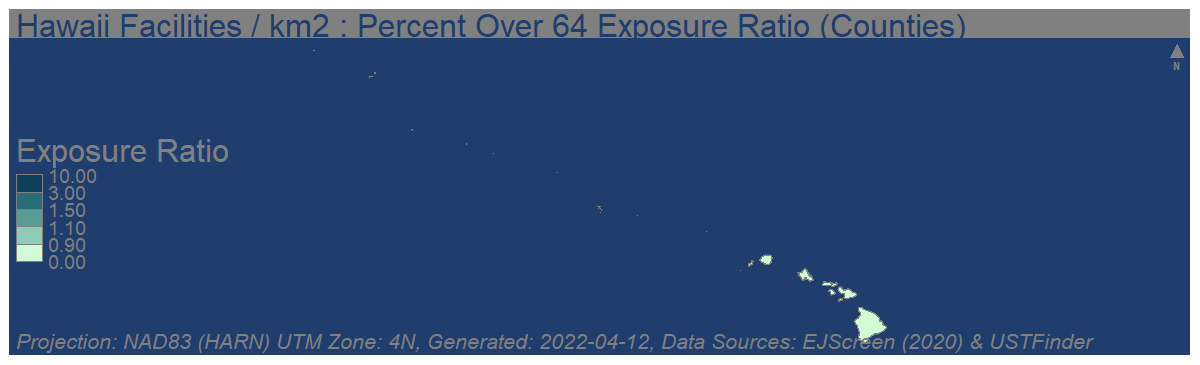 Hawaii Facilities / km2 : Percent Over 64 Exposure Ratio (Counties)
N
Exposure Ratio
10.00
3.00
1.50
1.10
0.90
0.00
Projection: NAD83 (HARN) UTM Zone: 4N, Generated: 2022-04-12, Data Sources: EJScreen (2020) & USTFinder